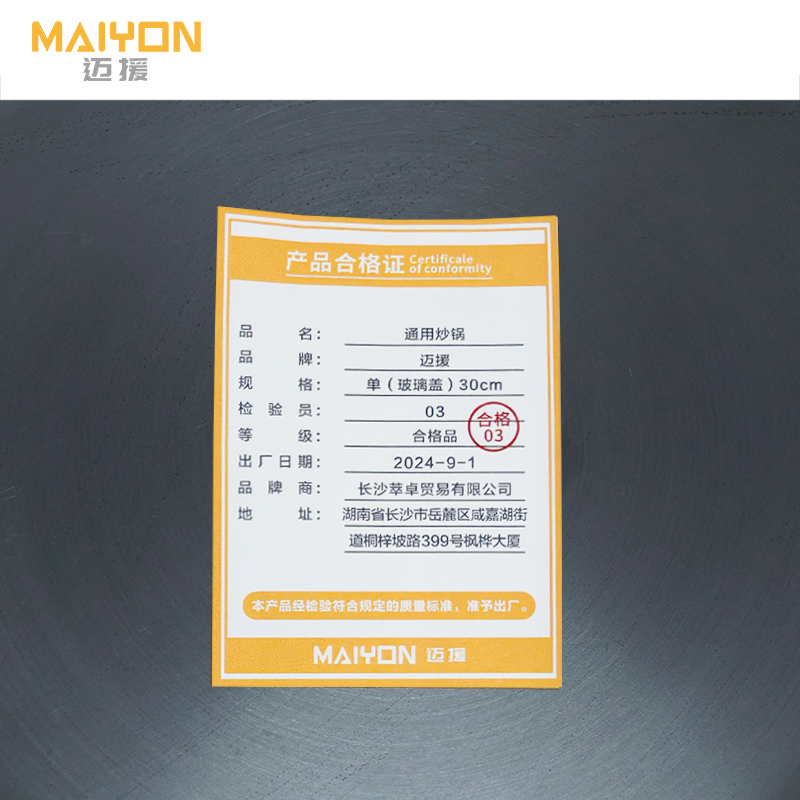 MAIYON
迈援
产品合格证 Certificale of conformity
品名： 通用炒锅
品牌： 迈援
规格： 单（玻璃盖）30cm
检验员： 03
等级： 合格品
合格
03
出厂日期： 2024-9-1
品牌商： 长沙萃卓贸易有限公司
地址： 湖南省长沙市岳麓区咸嘉湖街
道桐梓坡路399号枫桦大厦
本产品经检验符合规定的质量标准，准予出厂。
MAIYON 迈援